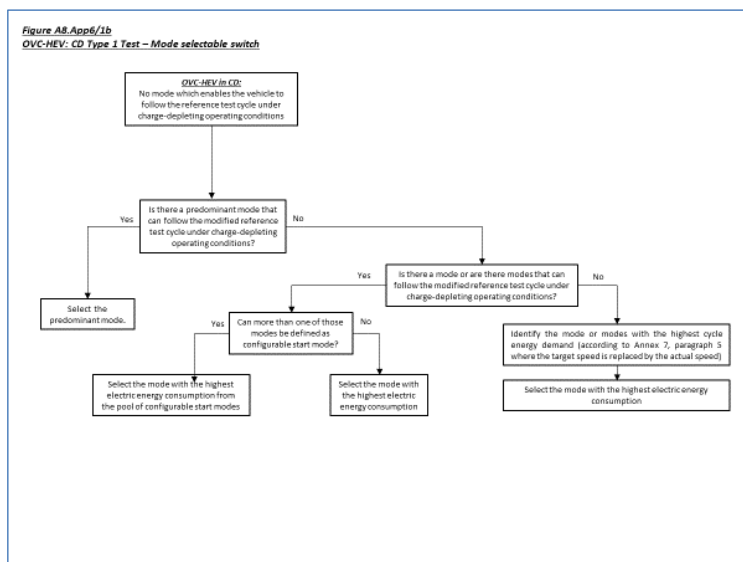 Figure A8.App6/1b
OVC-HEV: CD Type 1 Test – Mode selectable switch
OVC-HEV in CD:
No mode which enables the vehicle to
follow the reference test cycle under
charge-depleting operating conditions
Is there a predominant mode that
can follow the modified reference
test cycle under charge-depleting
operating conditions?
Yes
No
Select the
predominant mode.
Is there a mode or are there modes that can
follow the modified reference test cycle under
charge-depleting operating conditions?
Yes
No
Can more than one of those
modes be defined as
configurable start mode?
Yes
No
Identify the mode or modes with the highest cycle
energy demand (according to Annex 7, paragraph 5
where the target speed is replaced by the actual speed)
Select the mode with the highest
electric energy consumption from
the pool of configurable start modes
Select the mode with
the highest electric
energy consumption
Select the mode with the highest electric energy
consumption